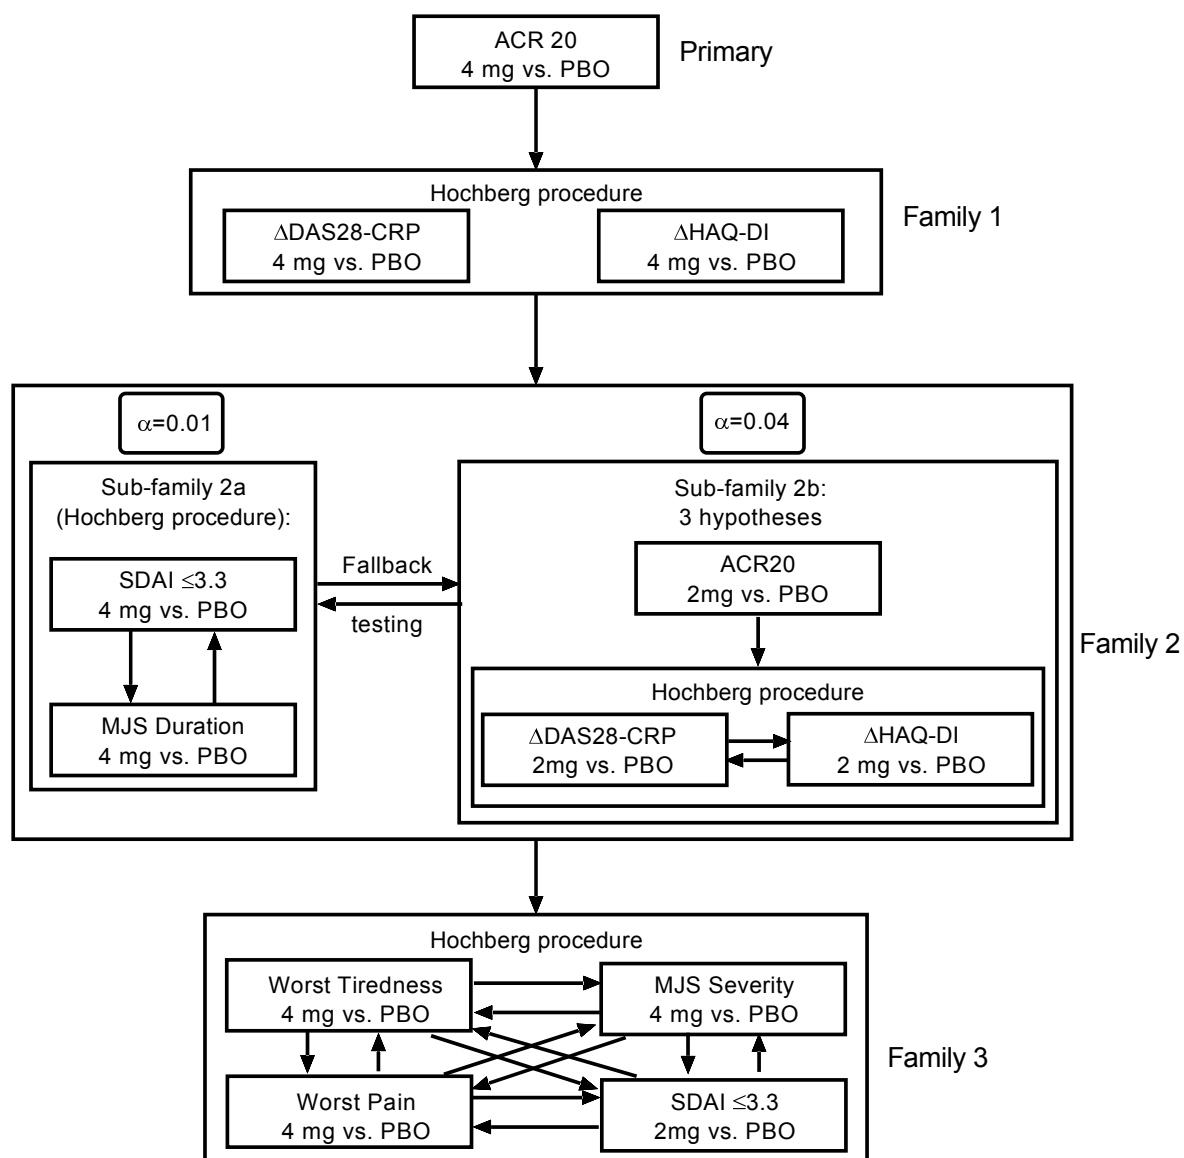 ACR 20
4 mg vs. PBO
Primary
Hochberg procedure
∆DAS28-CRP
4 mg vs. PBO
∆HAQ-DI
4 mg vs. PBO
Family 1
α=0.01
α=0.04
Sub-family 2a
(Hochberg procedure):
SDAI ≤3.3
4 mg vs. PBO
MJS Duration
4 mg vs. PBO
Fallback
testing
Sub-family 2b:
3 hypotheses
ACR20
2mg vs. PBO
Hochberg procedure
∆DAS28-CRP
2mg vs. PBO
∆HAQ-DI
2 mg vs. PBO
Family 2
Hochberg procedure
Worst Tiredness
4 mg vs. PBO
MJS Severity
4 mg vs. PBO
Worst Pain
4 mg vs. PBO
SDAI ≤3.3
2mg vs. PBO
Family 3